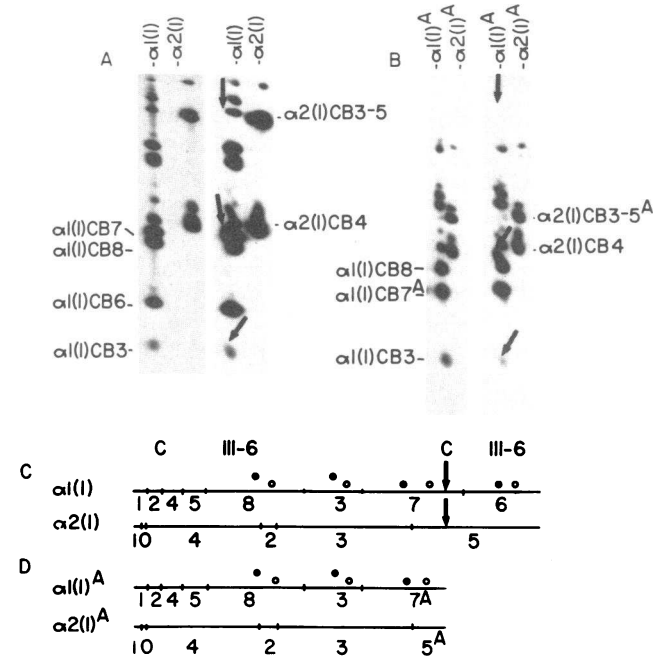 A
-α1(I)
-α2(I)
-α1(I)
-α2(I)
B
-α1(I)A
-α2(I)A
-α1(I)A
-α2(I)A
-α2(I)CB3-5
-α2(I)CB4
α1(I)CB7
α1(I)CB8-
α1(I)CB6-
α1(I)CB3-
-α2(I)CB3-5A
-α2(I)CB4
α1(I)CB8-
α1(I)CB7A
α1(I)CB3-
C III-6 C III-6
C
α1(I)
1 2 4 5 8 3 7 6
α2(I)
1 0 4 2 3 5
D
α1(I)A
1 2 4 5 8 3 7A
α2(I)A
1 0 4 2 3 5A